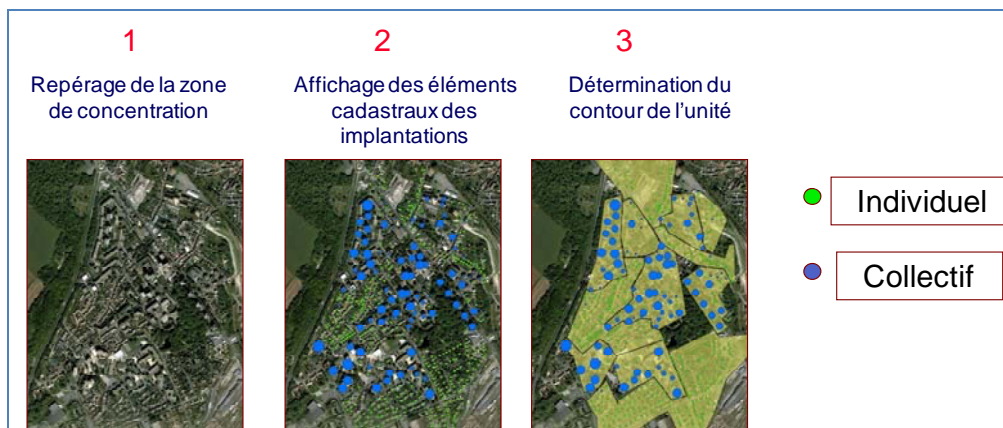 1
Repérage de la zone
de concentration
2
Affichage des éléments
cadastraux des
implantations
3
Détermination du
contour de l'unité
Individuel
Collectif